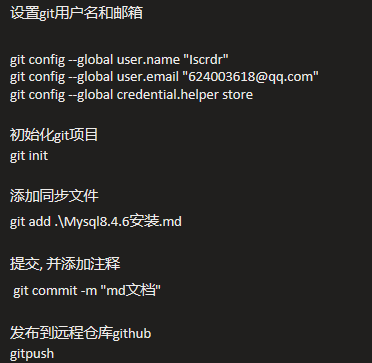 设置git用户名和邮箱
git config --global user.name "Iscrdr"
git config --global user.email "624003618@qq.com"
git config --global credential.helper store
初始化git项目
git init
添加同步文件
git add .\Mysql8.4.6安装.md
提交, 并添加注释
git commit -m "md文档"
发布到远程仓库github
gitpush